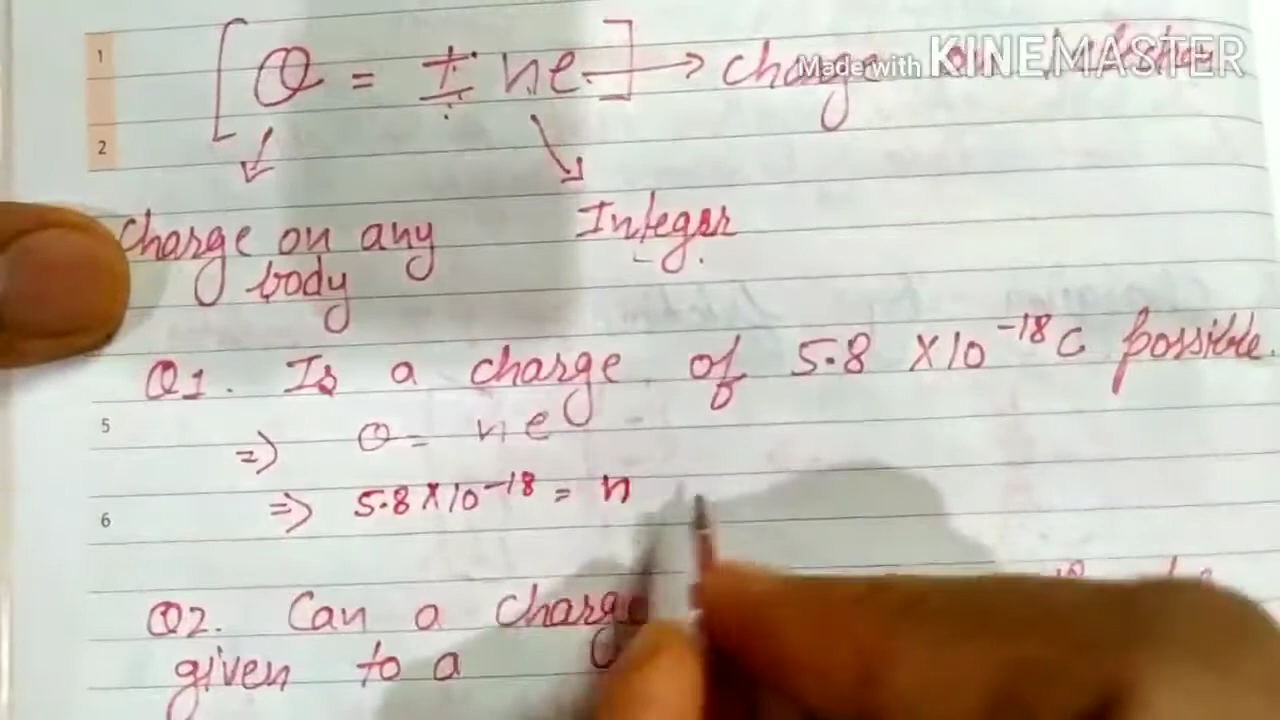 1
[Q = ± ne] → charge on
Made with KINEMASTER
2
Charge on any
body
Integer
Q1. Is a charge of 5.8 × 10⁻¹⁸ C possible.
5
⇒ Q = ne
⇒ 5.8 × 10⁻¹⁸ = n
6
Q2. Can a charge
given to a